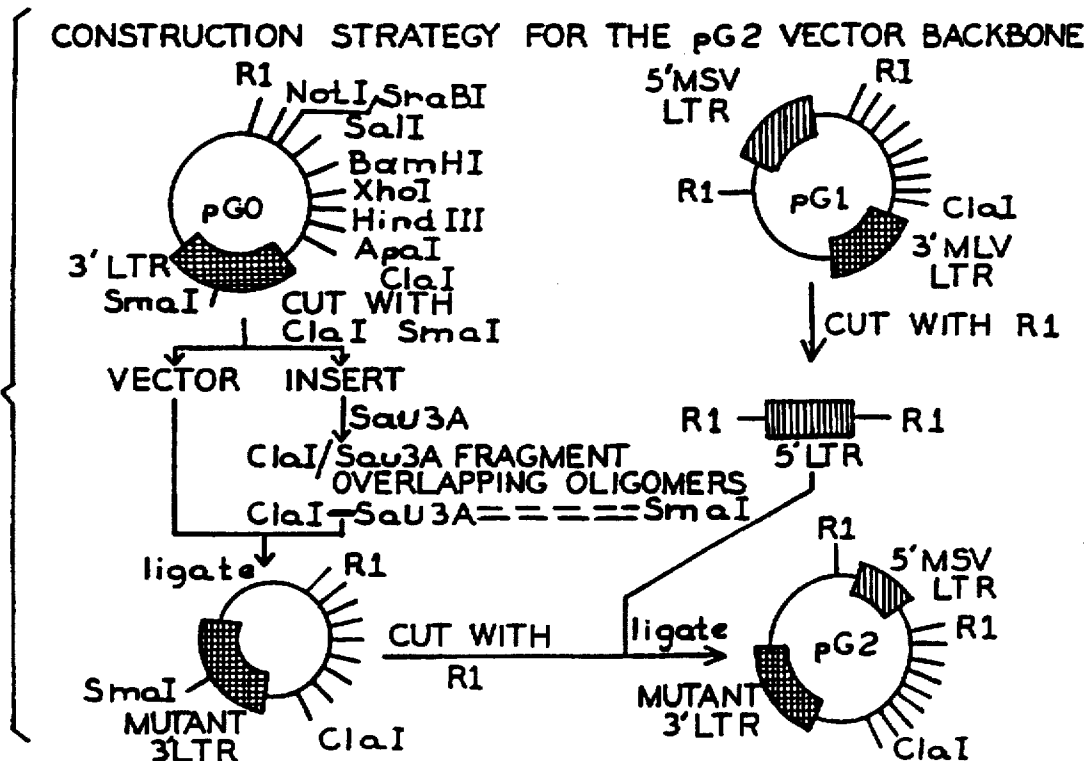 CONSTRUCTION STRATEGY FOR THE pG2 VECTOR BACKBONE
R1
NotI/SnaBI
SalI
BamHI
XhoI
Hind III
ApaI
ClaI
pG0
3' LTR
SmaI
CUT WITH
ClaI SmaI
VECTOR INSERT
Sau3A
ClaI/Sau3A FRAGMENT
OVERLAPPING OLIGOMERS
ClaI-Sau3A=====SmaI
ligate
R1
SmaI
MUTANT
3'LTR
ClaI
CUT WITH
R1
5'MSV
LTR
R1
R1
pG1
ClaI
3'MLV
LTR
CUT WITH R1
R1 R1
5'LTR
ligate
R1
5'MSV
LTR
R1
pG2
MUTANT
3'LTR
ClaI